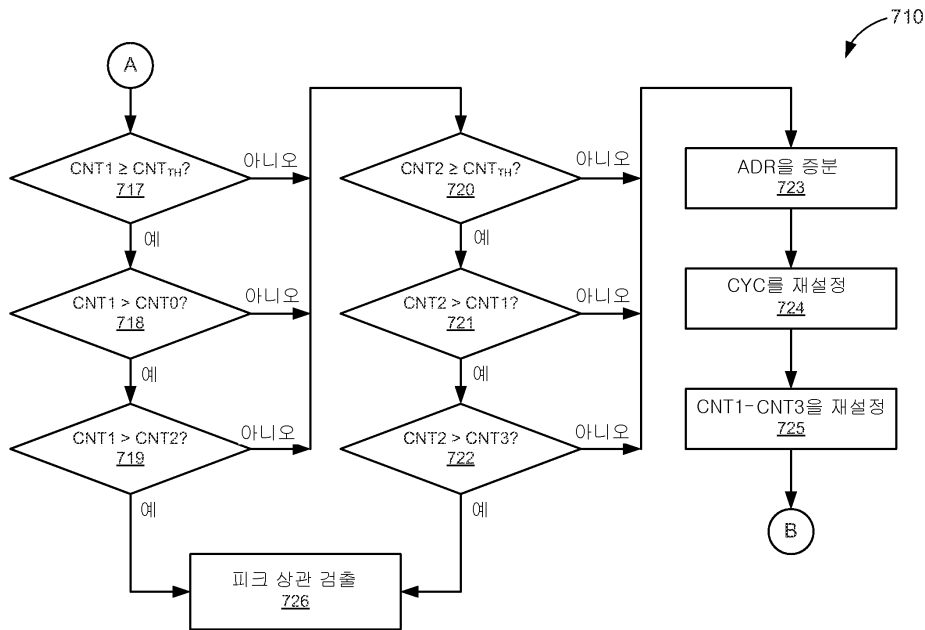 710
A
CNT1 ≥ CNTTH?
717
아니오
예
CNT1 > CNT0?
718
아니오
예
CNT1 > CNT2?
719
아니오
예
CNT2 ≥ CNTTH?
720
아니오
예
CNT2 > CNT1?
721
아니오
예
CNT2 > CNT3?
722
아니오
예
피크 상관 검출
726
ADR을 증분
723
CYC를 재설정
724
CNT1-CNT3을 재설정
725
B